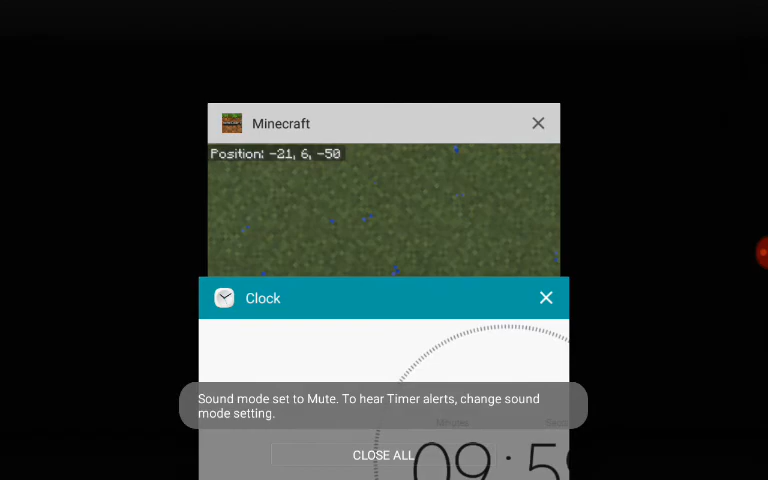 Minecraft
Position: -21, 6, -50
Clock
Sound mode set to Mute. To hear Timer alerts, change sound
mode setting.
Minutes
CLOSE ALL
09:5